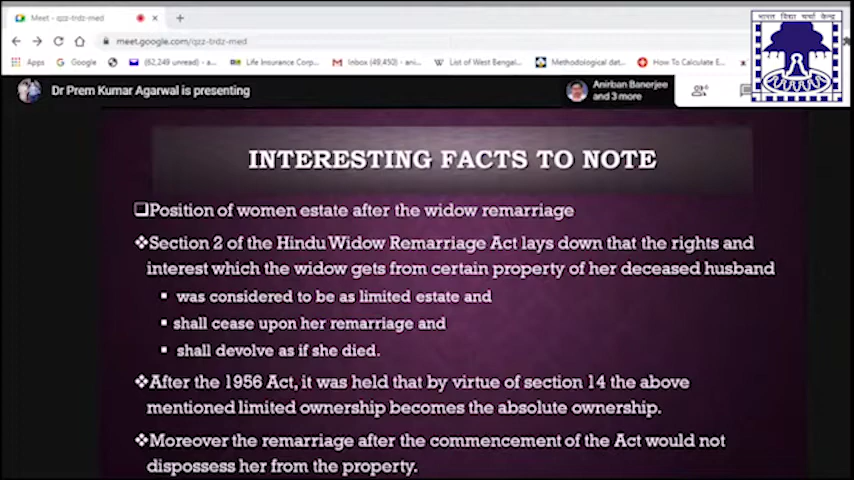 Meet - qzz-trdz-med
meet.google.com/qzz-trdz-med
Apps
Google
(62,249 unread) - a...
Life Insurance Corp...
Inbox (49,450) - ani...
List of West Bengal...
Methodological dat...
How To Calculate E...
भारत विद्या चर्चा केन्द्र
Dr Prem Kumar Agarwal is presenting
Anirban Banerjee
and 3 more
INTERESTING FACTS TO NOTE
Position of women estate after the widow remarriage
Section 2 of the Hindu Widow Remarriage Act lays down that the rights and
interest which the widow gets from certain property of her deceased husband
was considered to be as limited estate and
shall cease upon her remarriage and
shall devolve as if she died.
After the 1956 Act, it was held that by virtue of section 14 the above
mentioned limited ownership becomes the absolute ownership.
Moreover the remarriage after the commencement of the Act would not
dispossess her from the property.